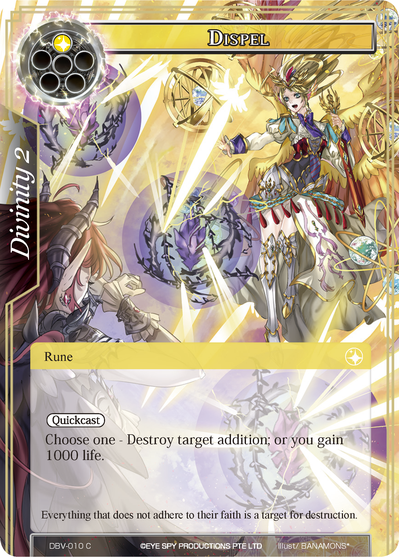 Dispel
Divinity 2
Rune
Quickcast
Choose one - Destroy target addition; or you gain
1000 life.
Everything that does not adhere to their faith is a target for destruction.
DBV-010 C ©EYE SPY PRODUCTIONS PTE LTD Illust/ BANAMONS*